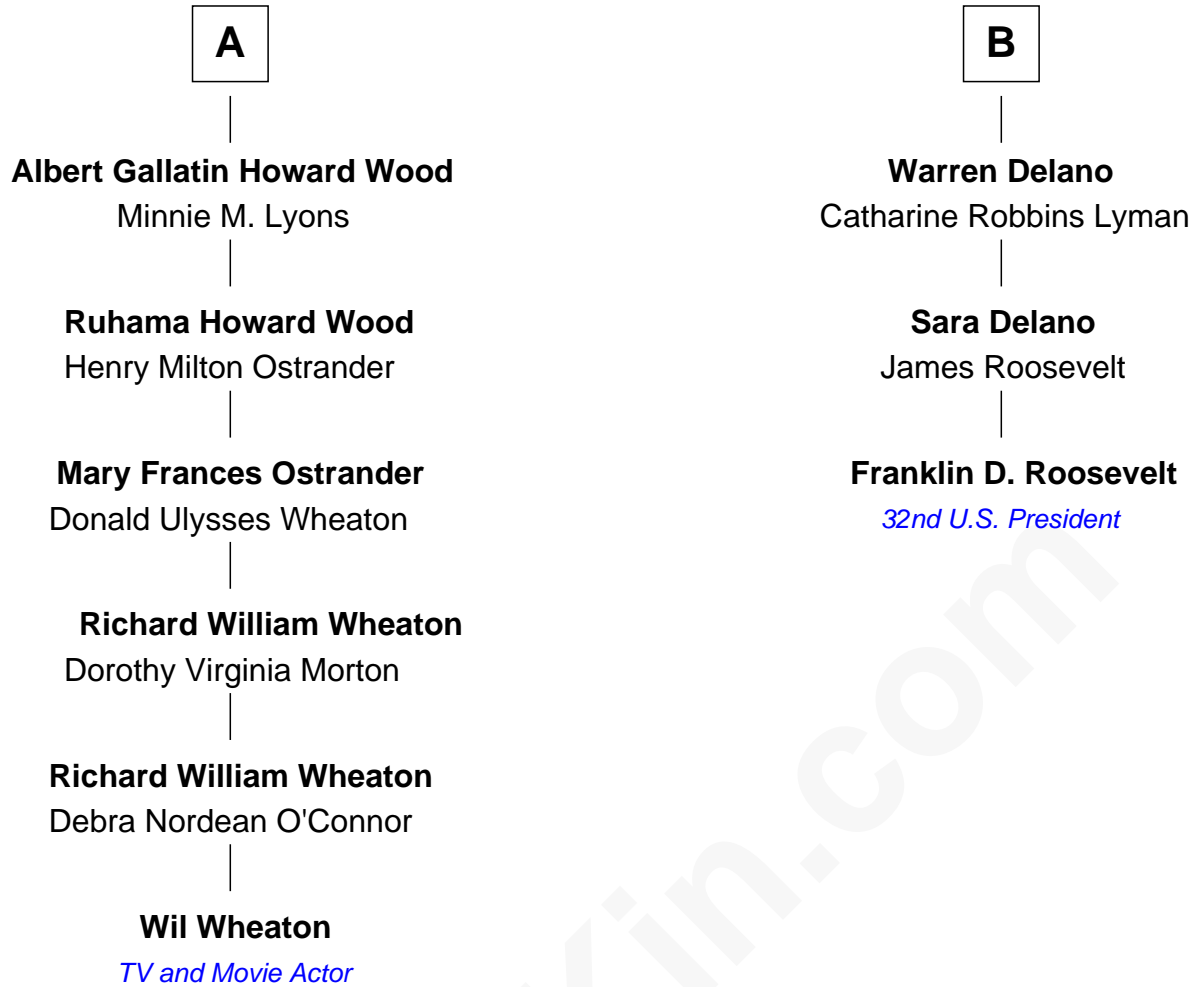 A
Albert Gallatin Howard Wood
Minnie M. Lyons
Ruhama Howard Wood
Henry Milton Ostrander
Mary Frances Ostrander
Donald Ulysses Wheaton
Richard William Wheaton
Dorothy Virginia Morton
Richard William Wheaton
Debra Nordean O'Connor
Wil Wheaton
TV and Movie Actor
B
Warren Delano
Catharine Robbins Lyman
Sara Delano
James Roosevelt
Franklin D. Roosevelt
32nd U.S. President